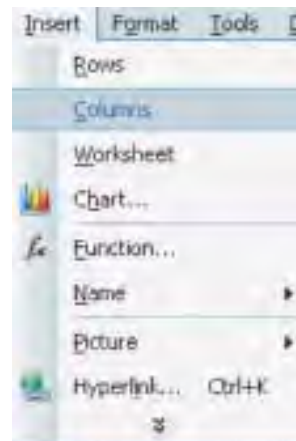 Insert Format Tools
Rows
Columns
Worksheet
Chart...
Function...
Name
Picture
Hyperlink... Ctrl+K